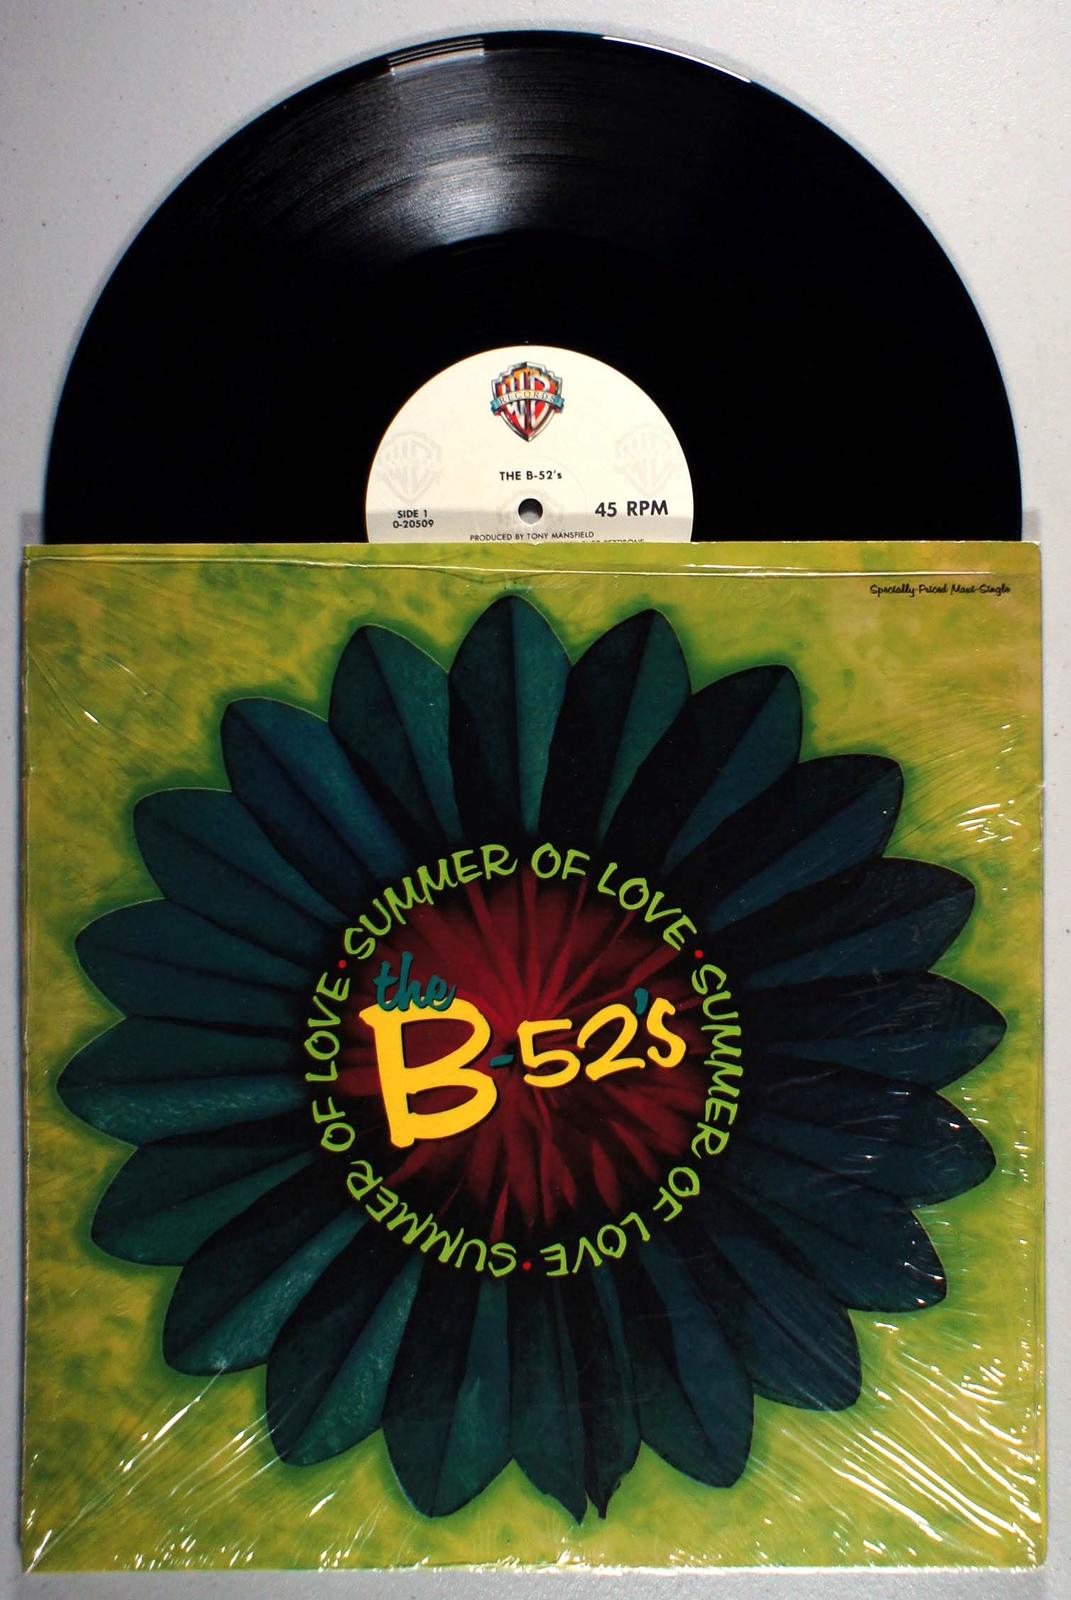 WB
RECORDS
THE B-52's
SIDE 1
0-20509
45 RPM
PRODUCED BY TONY MANSFIELD
Specially Priced Maxi-Single
SUMMER OF LOVE • SUMMER OF LOVE • SUMMER OF LOVE •
the
B-52's